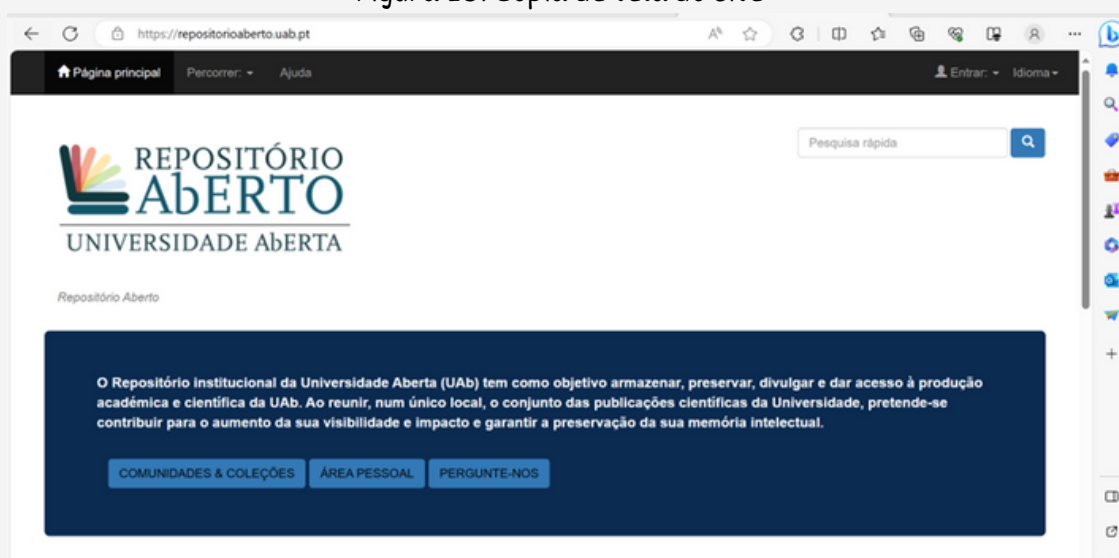 https://repositorioaberto.uab.pt
Página principal Percorrer: Ajuda Entrar: Idioma
Pesquisa rápida
REPOSITÓRIO
AbERTO
UNIVERSIDADE AbERTA
Repositório Aberto
O Repositório institucional da Universidade Aberta (UAb) tem como objetivo armazenar, preservar, divulgar e dar acesso à produção
académica e científica da UAb. Ao reunir, num único local, o conjunto das publicações científicas da Universidade, pretende-se
contribuir para o aumento da sua visibilidade e impacto e garantir a preservação da sua memória intelectual.
COMUNIDADES & COLEÇÕES ÁREA PESSOAL PERGUNTE-NOS